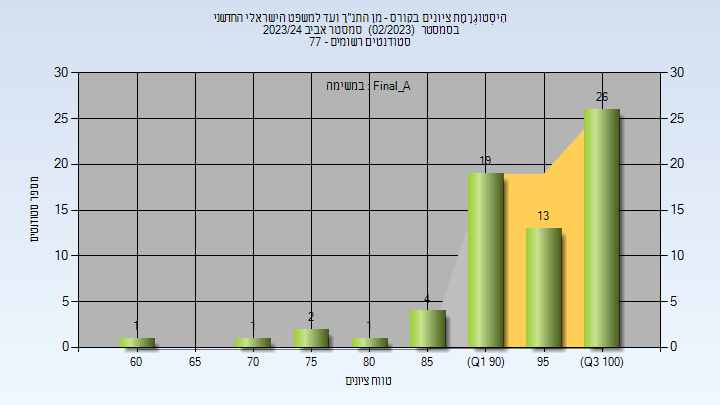 היסטוגרמת ציונים בקורס - מן התנ"ך ועד למשפט הישראלי החדשני
בסמסטר (02/2023) סמסטר אביב 2023/24
סטודנטים רשומים - 77
במשימה : Final_A
30 30
25 25
20 20
15 15
10 10
5 5
0 0
1 1 2 1 4 19 13 26
60 65 70 75 80 85 (Q1 90) 95 (Q3 100)
מספר סטודנטים
טווח ציונים